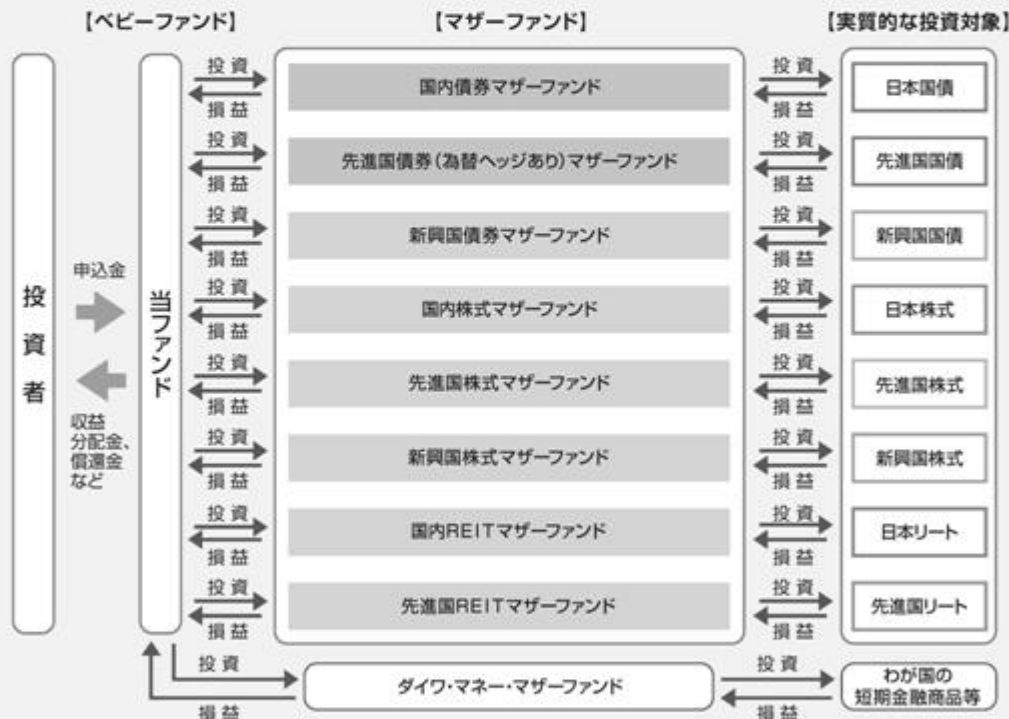 【ベビーファンド】
【マザーファンド】
【実質的な投資対象】
投資者
申込金
収益
分配金、
償還金
など
当ファンド
投資
損益
国内債券マザーファンド
投資
損益
日本国債
投資
損益
先進国債券(為替ヘッジあり)マザーファンド
投資
損益
先進国国債
投資
損益
新興国債券マザーファンド
投資
損益
新興国国債
投資
損益
国内株式マザーファンド
投資
損益
日本株式
投資
損益
先進国株式マザーファンド
投資
損益
先進国株式
投資
損益
新興国株式マザーファンド
投資
損益
新興国株式
投資
損益
国内REITマザーファンド
投資
損益
日本リート
投資
損益
先進国REITマザーファンド
投資
損益
先進国リート
投資
損益
ダイワ・マネー・マザーファンド
投資
損益
わが国の
短期金融商品等